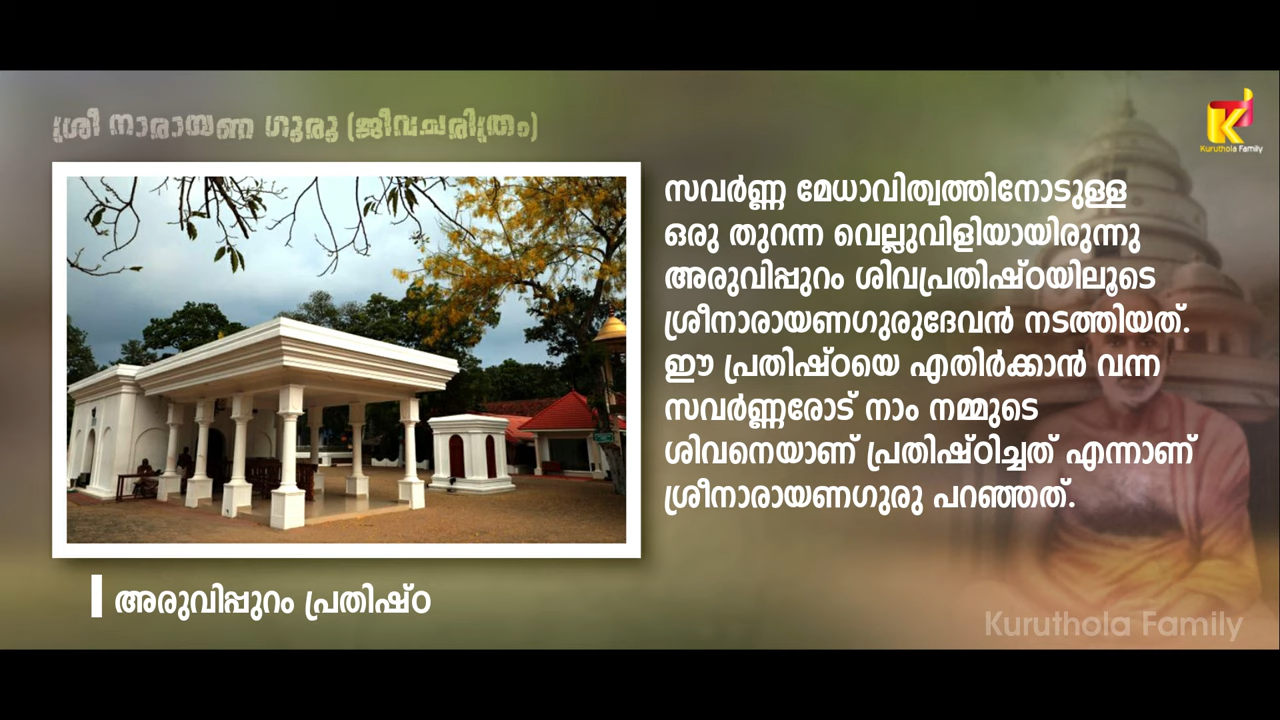 ശ്രീ നാരായണ ഗുരു (ജീവചരിത്രം)
Kuruthola Family
സവർണ്ണ മേധാവിത്വത്തിനോടുള്ള
ഒരു തുറന്ന വെല്ലുവിളിയായിരുന്നു
അരുവിപ്പുറം ശിവപ്രതിഷ്ഠയിലൂടെ
ശ്രീനാരായണഗുരുദേവൻ നടത്തിയത്.
ഈ പ്രതിഷ്ഠയെ എതിർക്കാൻ വന്ന
സവർണ്ണരോട് നാം നമ്മുടെ
ശിവനെയാണ് പ്രതിഷ്ഠിച്ചത് എന്നാണ്
ശ്രീനാരായണഗുരു പറഞ്ഞത്.
അരുവിപ്പുറം പ്രതിഷ്ഠ
Kuruthola Family